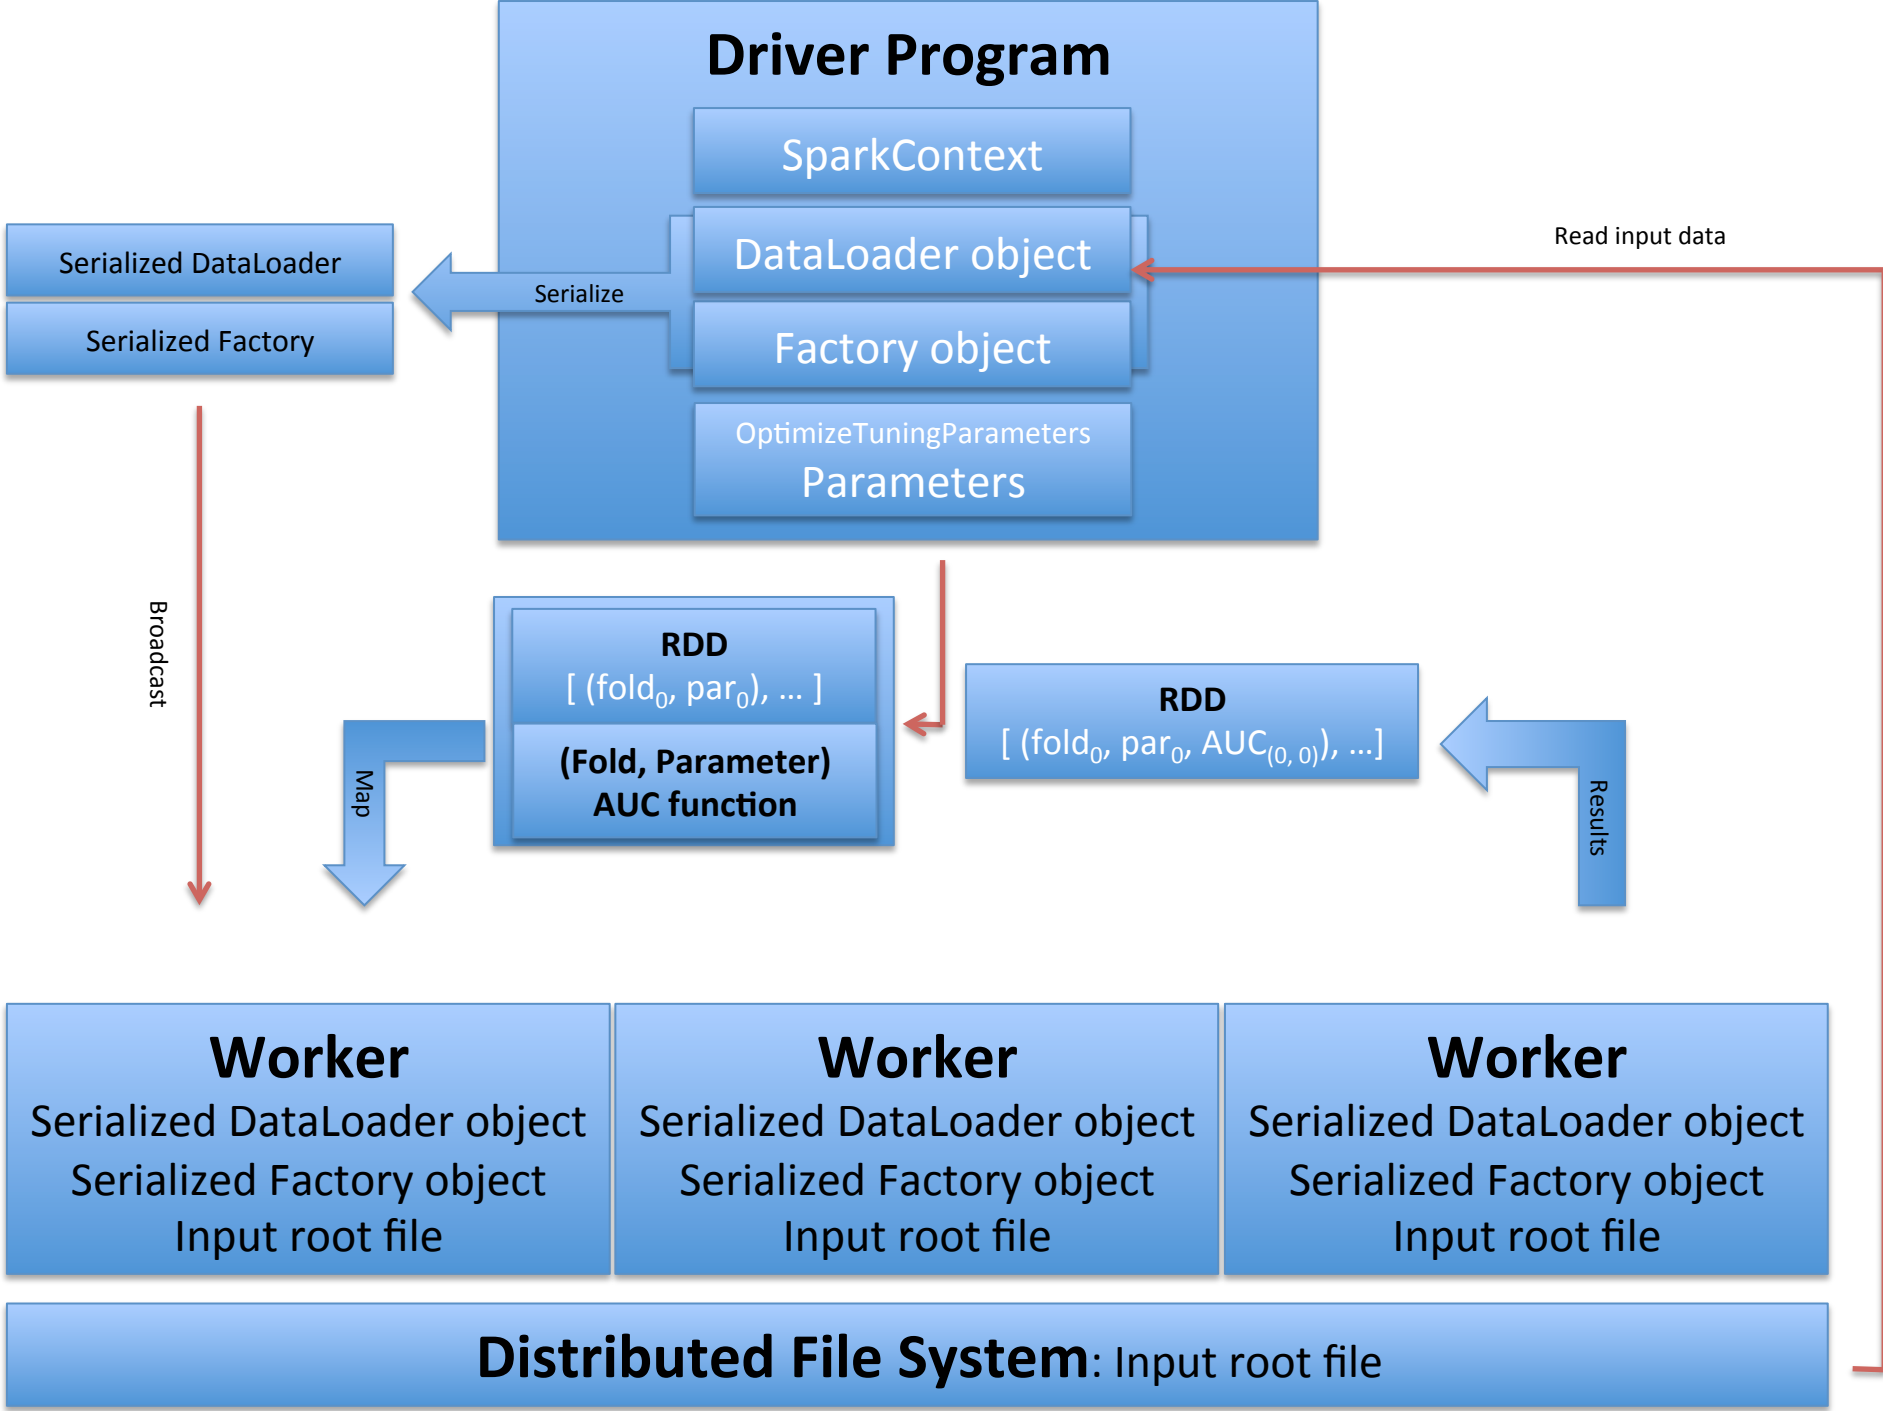 Driver Program
SparkContext
DataLoader object
Factory object
OptimizeTuningParameters
Parameters
Serialize
Serialized DataLoader
Serialized Factory
Read input data
Broadcast
Map
RDD
[ (fold₀, par₀), ... ]
(Fold, Parameter)
AUC function
RDD
[ (fold₀, par₀, AUC₍₀, ₀₎), ...]
Results
Worker
Serialized DataLoader object
Serialized Factory object
Input root file
Worker
Serialized DataLoader object
Serialized Factory object
Input root file
Worker
Serialized DataLoader object
Serialized Factory object
Input root file
Distributed File System: Input root file